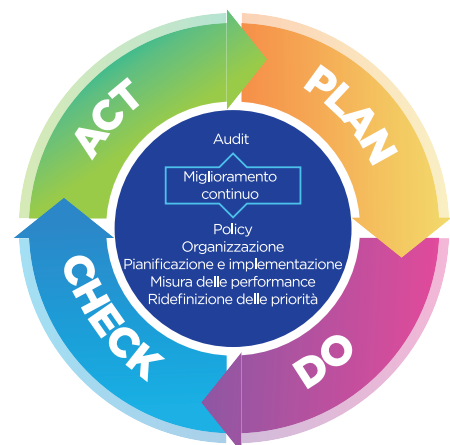 ACT
PLAN
Audit
Miglioramento
continuo
Policy
Organizzazione
Pianificazione e implementazione
Misura delle performance
Ridefinizione delle priorità
CHECK
DO